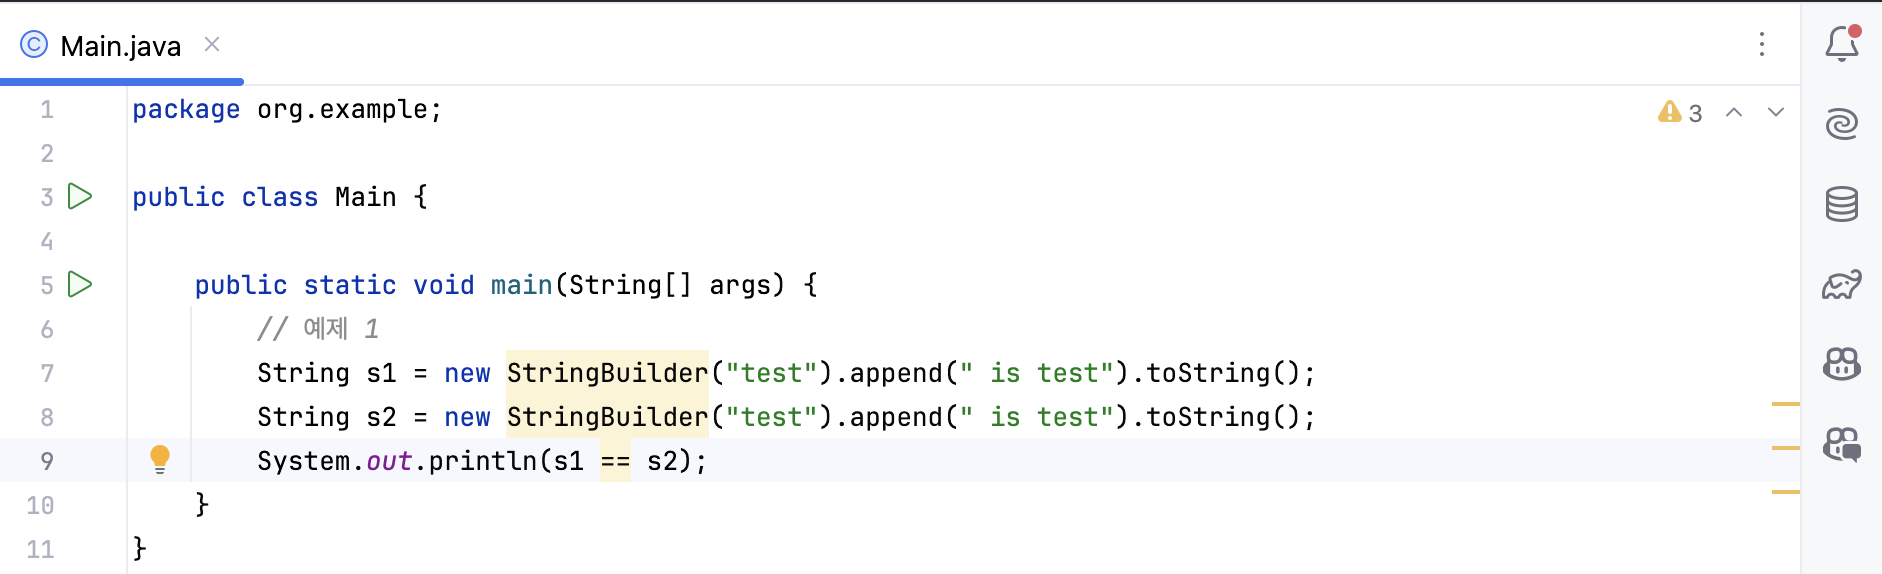 Main.java
3
1 package org.example;
2
3 public class Main {
4
5     public static void main(String[] args) {
6         // 예제 1
7         String s1 = new StringBuilder("test").append(" is test").toString();
8         String s2 = new StringBuilder("test").append(" is test").toString();
9         System.out.println(s1 == s2);
10     }
11 }